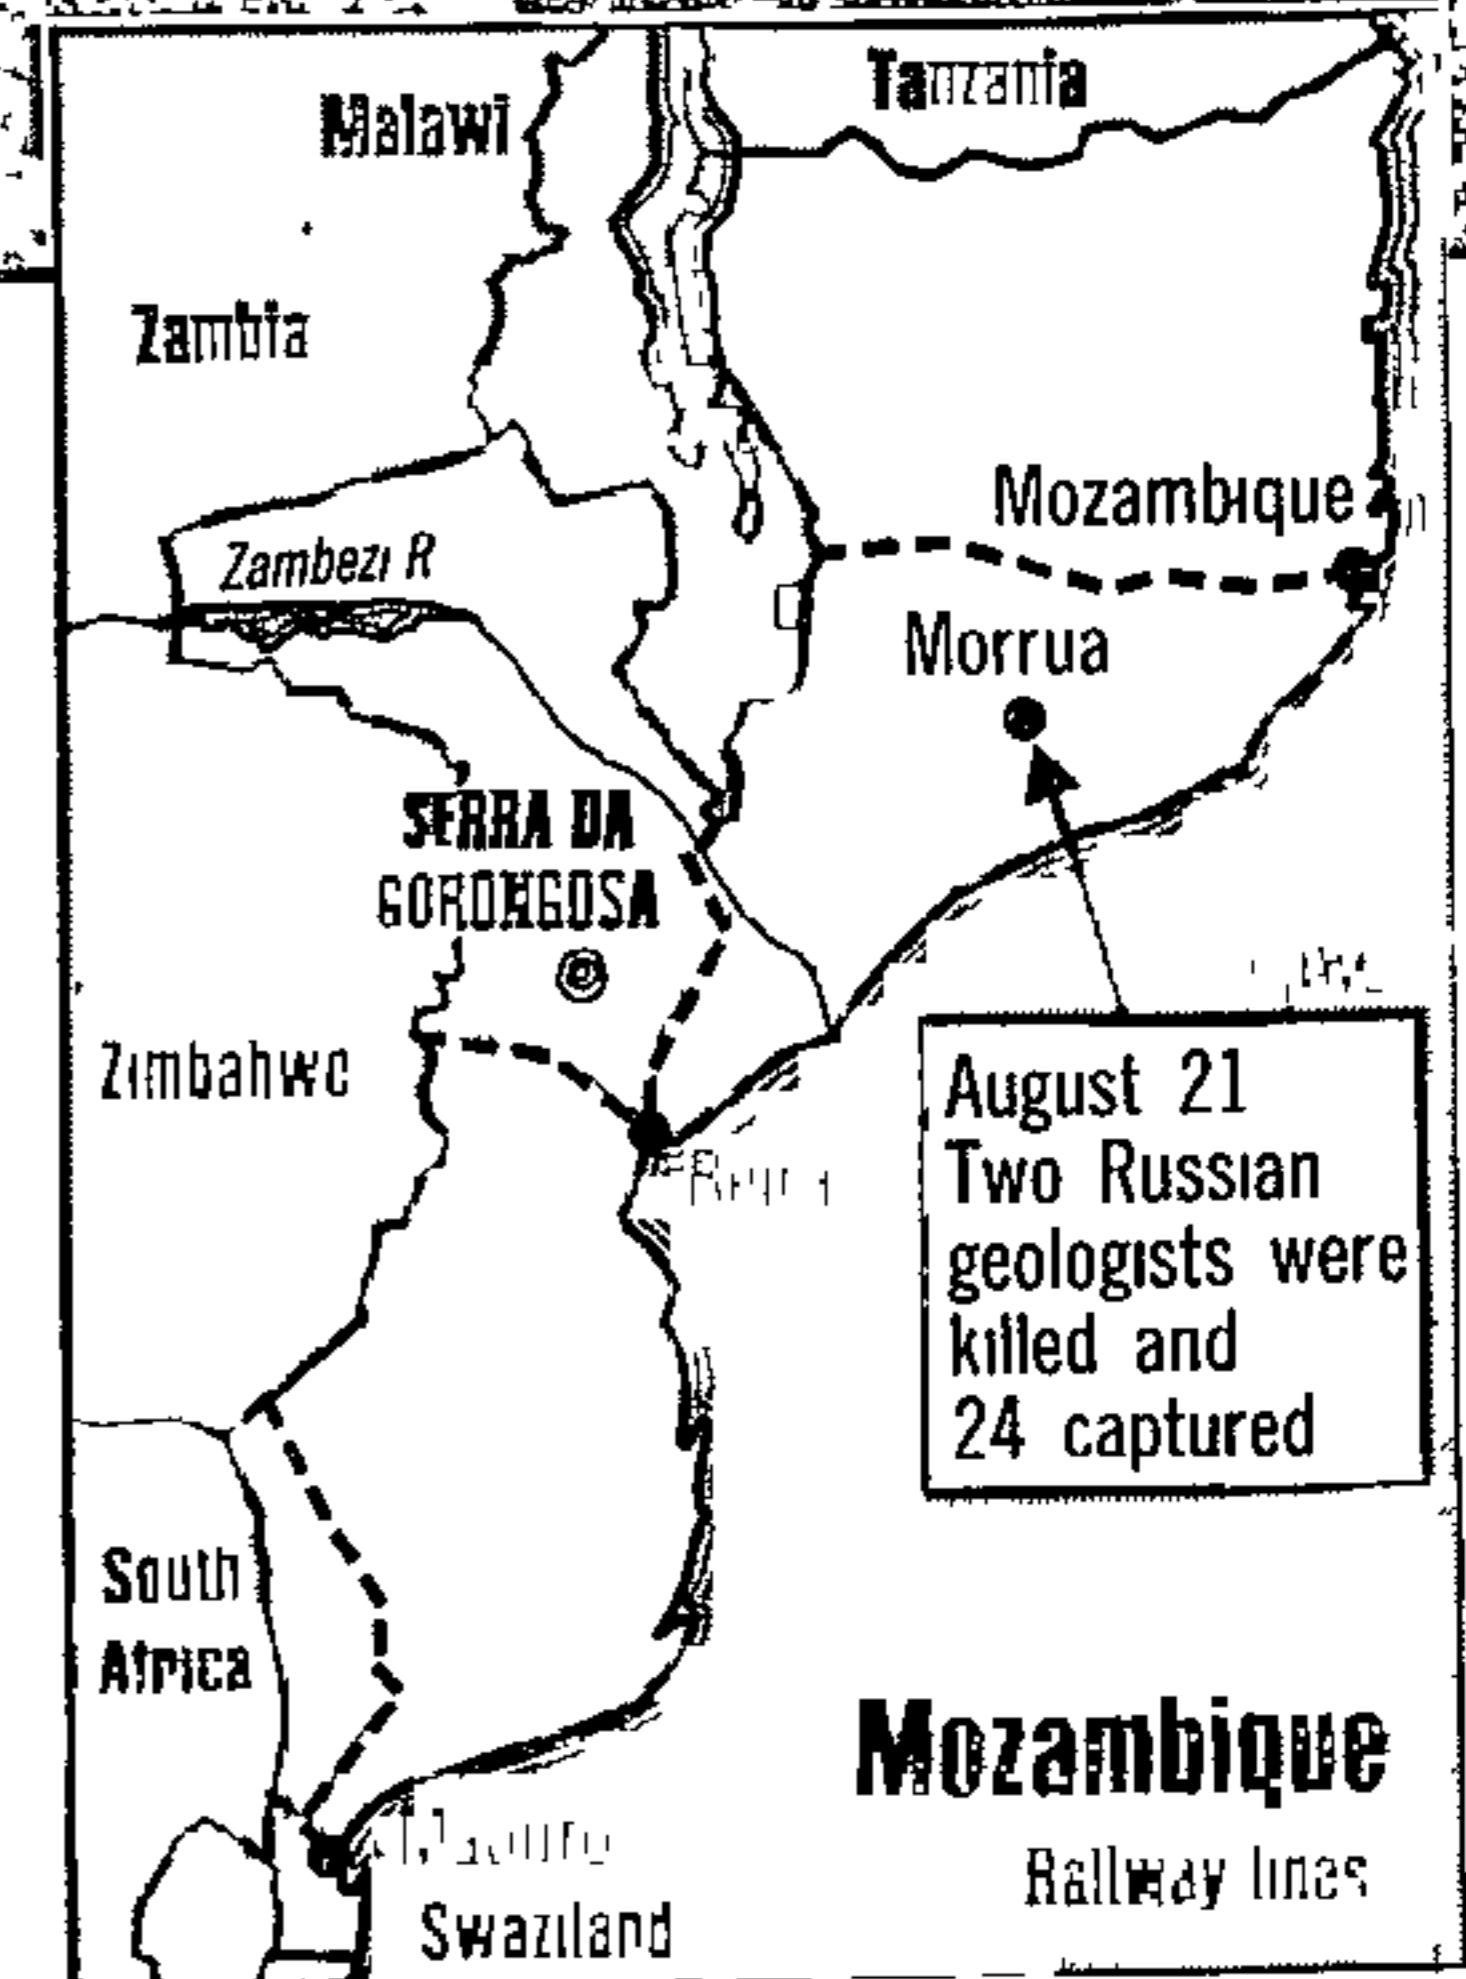 Tanzania
Malawi
Zambia
Mozambique
Zambezi R
Morrua
SERRA DA
GORONGOSA
Zimbabwe
August 21
Two Russian
geologists were
killed and
24 captured
South
Africa
Mozambique
Railway lines
Swaziland